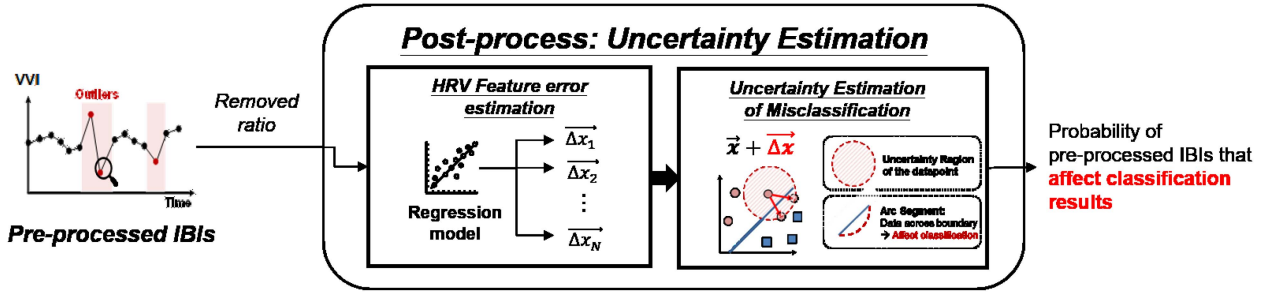 Post-process: Uncertainty Estimation
VVI
Outliers
Time
Pre-processed IBIs
Removed
ratio
HRV Feature error
estimation
Regression
model
Δx₁
Δx₂
⋮
Δx_N
Uncertainty Estimation
of Misclassification
x + Δx
Uncertainty Region
of the datapoint
Arc Segment:
Data across boundary
→ Affect classification
Probability of
pre-processed IBIs that
affect classification
results